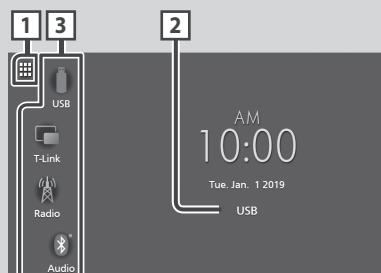 1 3 2
USB
T-Link
Radio
Audio
AM
10:00
Tue. Jan. 1 2019
USB